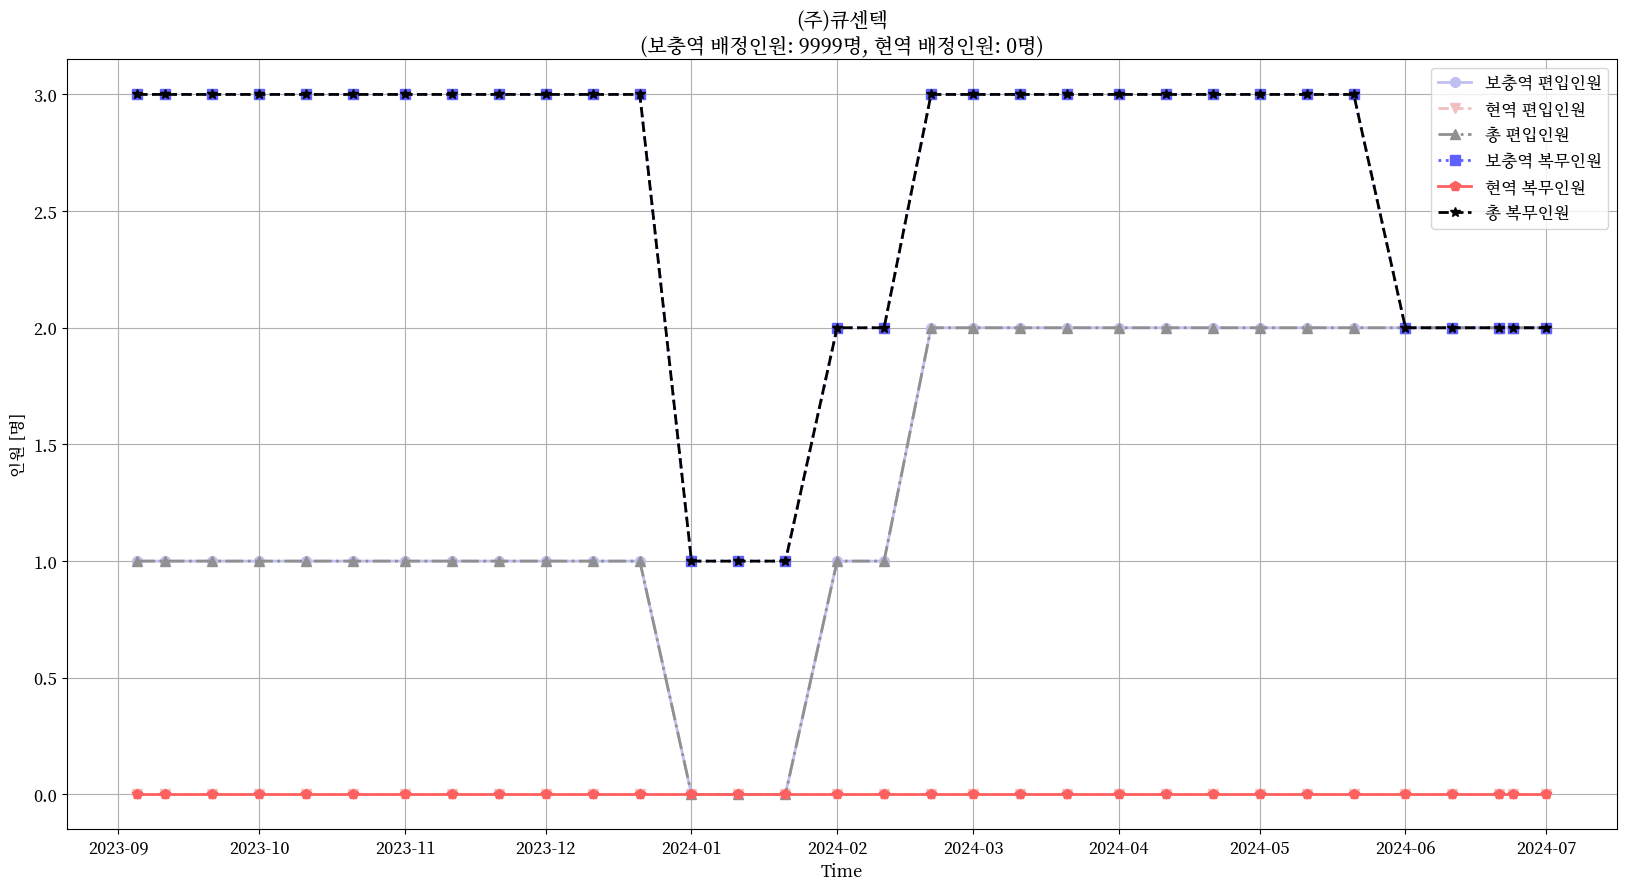 (주)큐센텍
(보충역 배정인원: 9999명, 현역 배정인원: 0명)
보충역 편입인원
현역 편입인원
총 편입인원
보충역 복무인원
현역 복무인원
총 복무인원
인원 [명]
3.0
2.5
2.0
1.5
1.0
0.5
0.0
2023-09 2023-10 2023-11 2023-12 2024-01 2024-02 2024-03 2024-04 2024-05 2024-06 2024-07
Time